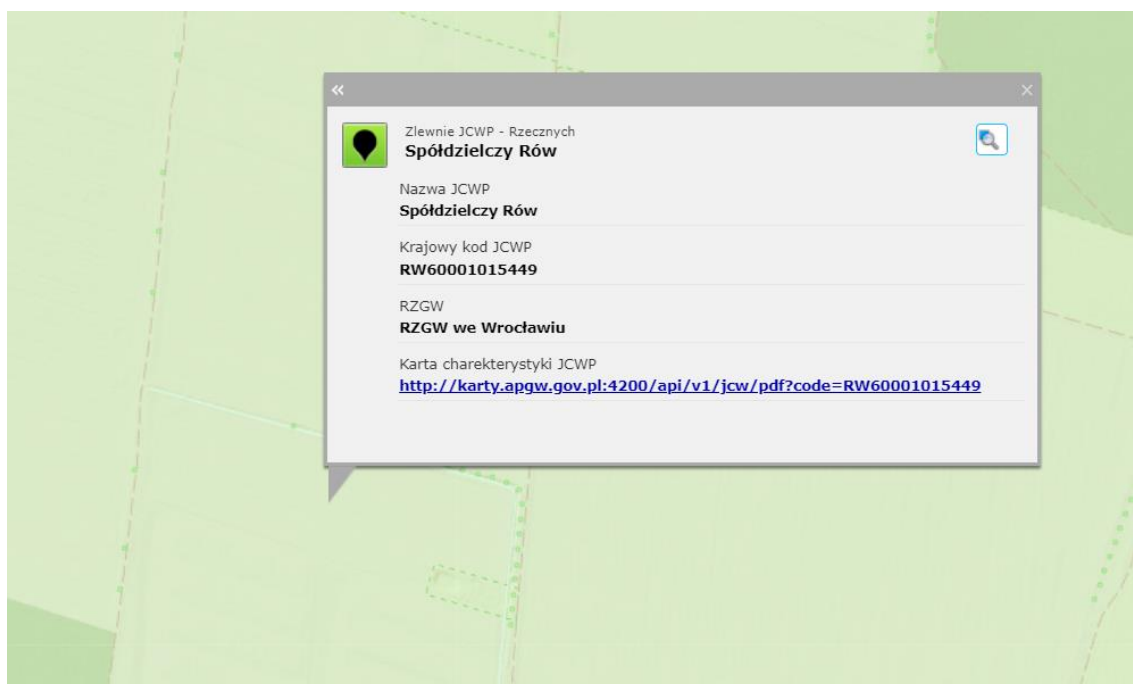 Zlewnie JCWP - Rzecznych
Spółdzielczy Rów
Nazwa JCWP
Spółdzielczy Rów
Krajowy kod JCWP
RW60001015449
RZGW
RZGW we Wrocławiu
Karta charekterystyki JCWP
http://karty.apgw.gov.pl:4200/api/v1/jcw/pdf?code=RW60001015449